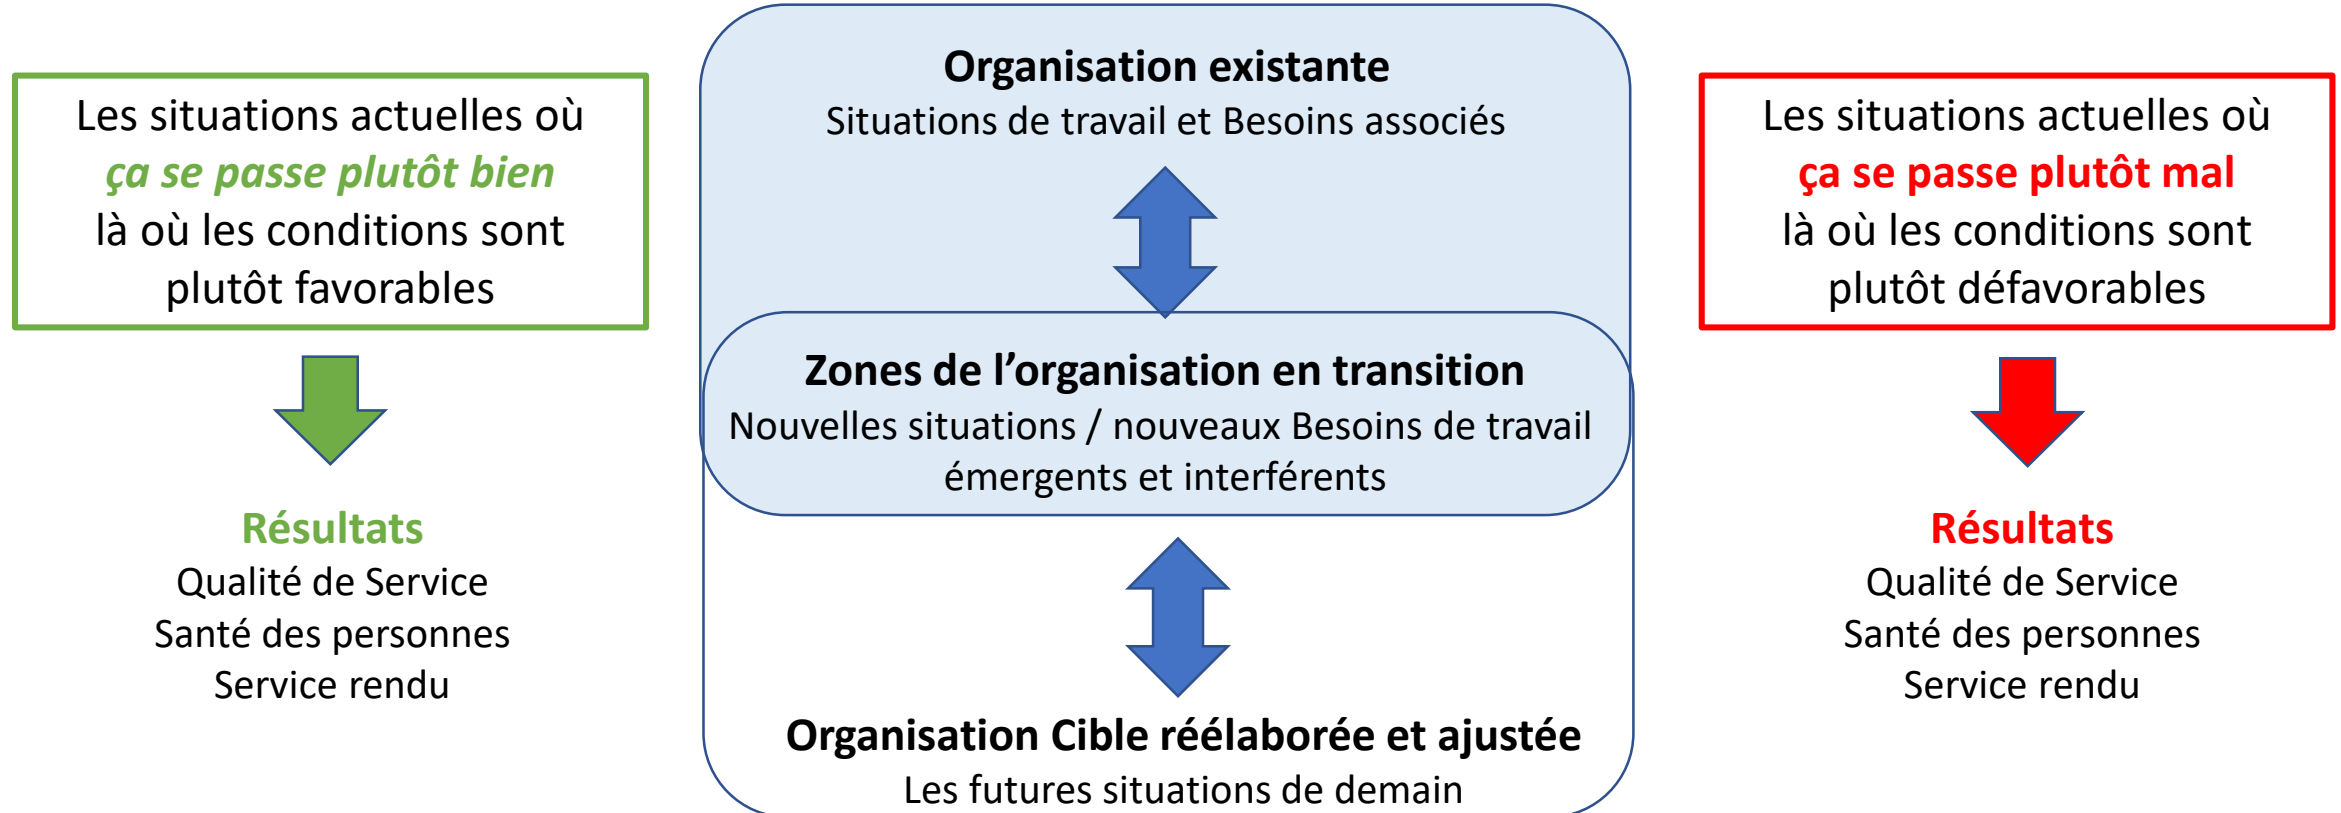 Les situations actuelles où
ça se passe plutôt bien
là où les conditions sont
plutôt favorables
Résultats
Qualité de Service
Santé des personnes
Service rendu
Organisation existante
Situations de travail et Besoins associés
Zones de l’organisation en transition
Nouvelles situations / nouveaux Besoins de travail
émergents et interférents
Organisation Cible réélaborée et ajustée
Les futures situations de demain
Les situations actuelles où
ça se passe plutôt mal
là où les conditions sont
plutôt défavorables
Résultats
Qualité de Service
Santé des personnes
Service rendu